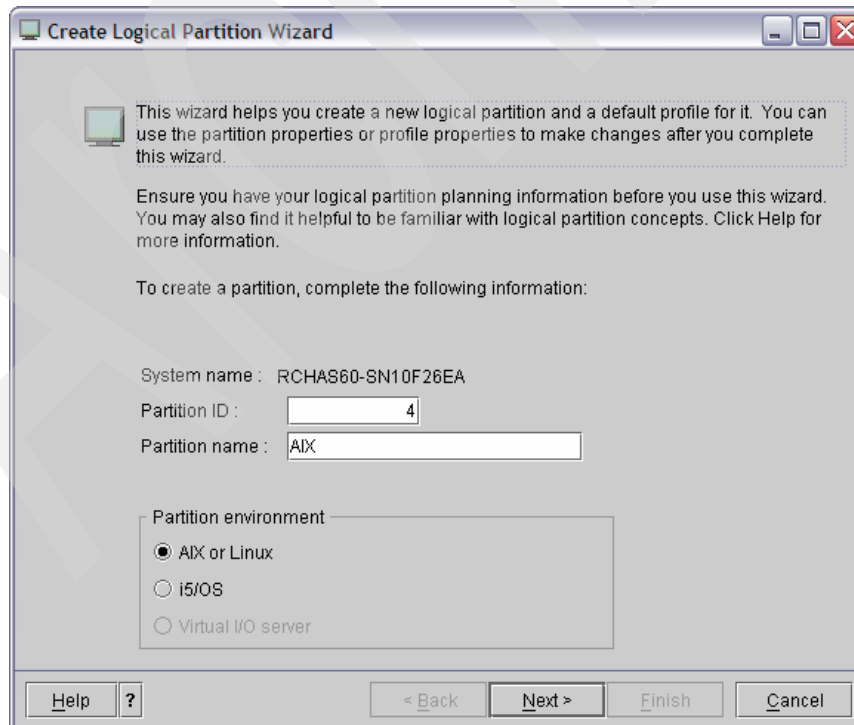 Create Logical Partition Wizard
This wizard helps you create a new logical partition and a default profile for it. You can
use the partition properties or profile properties to make changes after you complete
this wizard.
Ensure you have your logical partition planning information before you use this wizard.
You may also find it helpful to be familiar with logical partition concepts. Click Help for
more information.
To create a partition, complete the following information:
System name : RCHAS60-SN10F26EA
Partition ID : 4
Partition name : AIX
Partition environment
AIX or Linux
i5/OS
Virtual I/O server
Help ? < Back Next > Finish Cancel